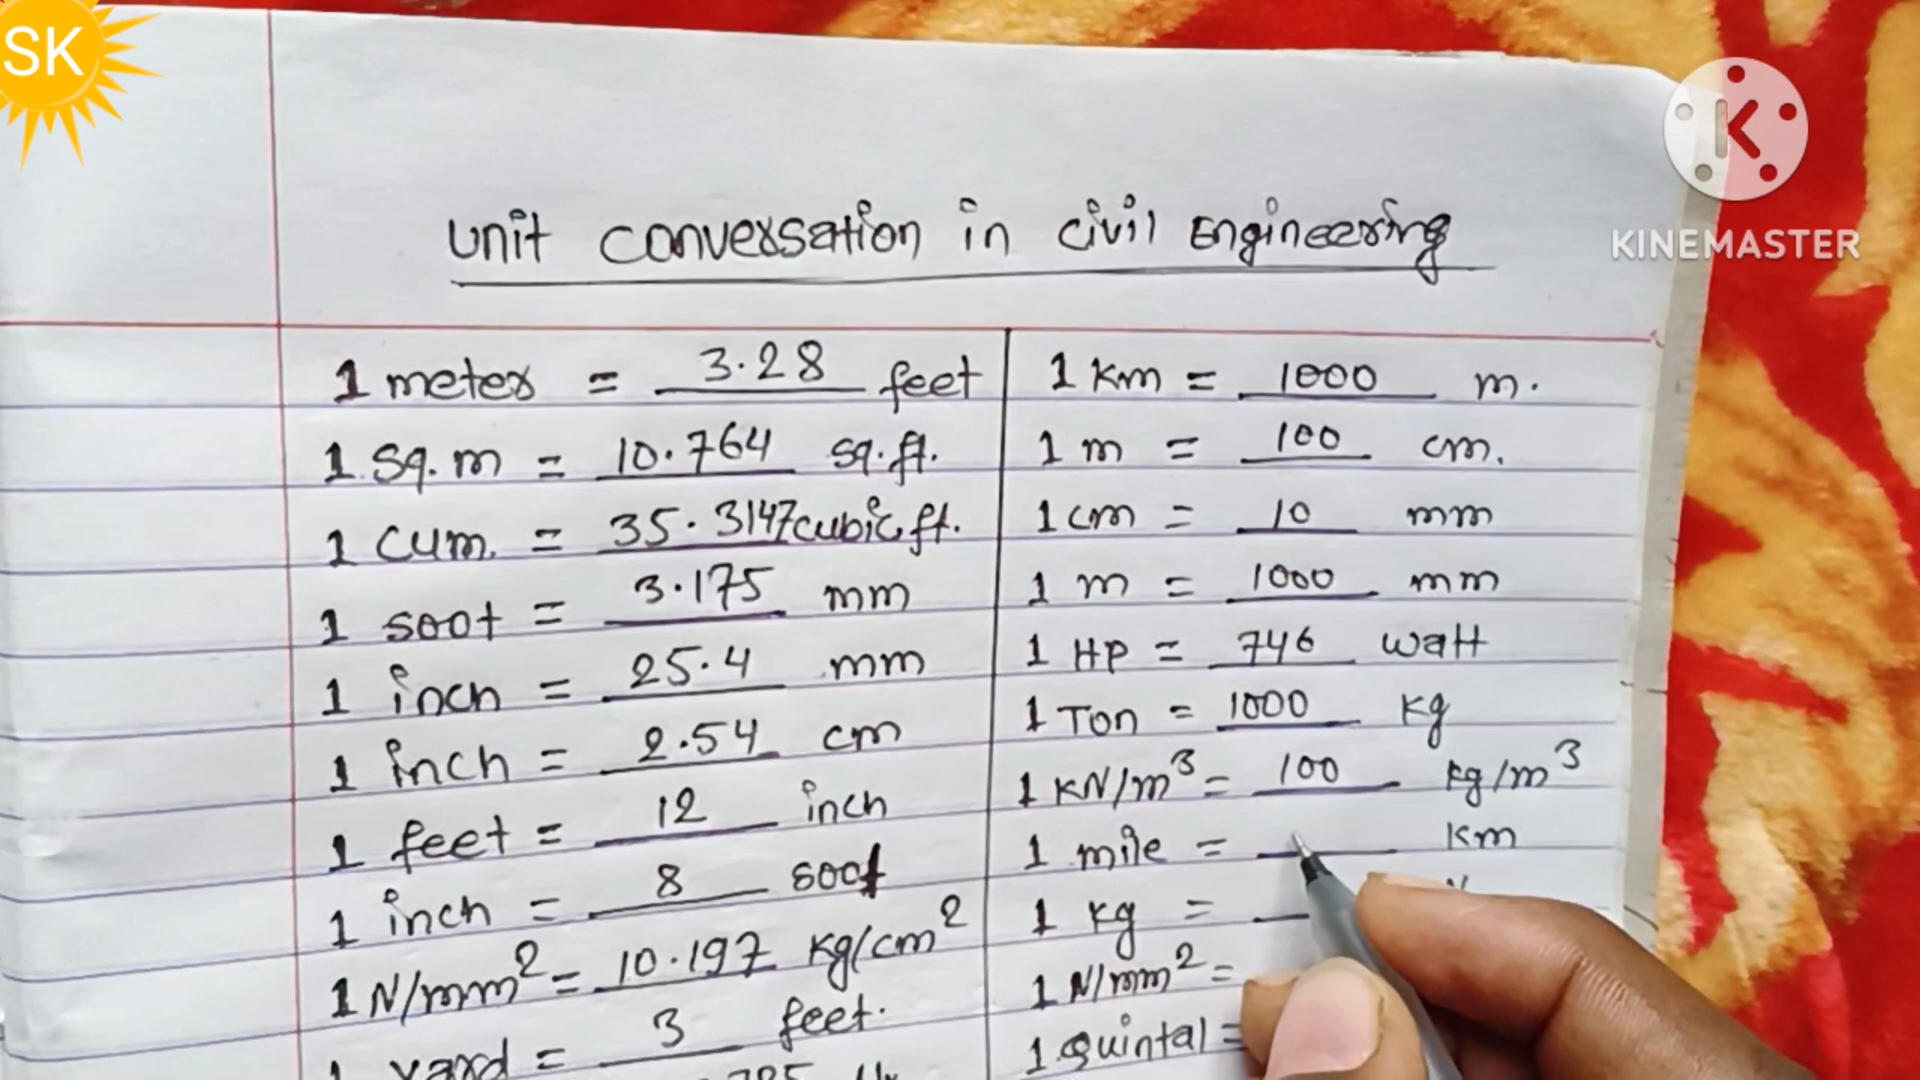 SK
KINEMASTER
Unit Conversation in Civil Engineering
1 meter = 3.28 feet
1 Sq.m = 10.764 sq.ft.
1 Cum. = 35.3147 cubic ft.
1 soot = 3.175 mm
1 inch = 25.4 mm
1 inch = 2.54 cm
1 feet = 12 inch
1 inch = 8 soot
1 N/mm² = 10.197 kg/cm²
1 yard = 3 feet.
1 Km = 1000 m.
1 m = 100 cm.
1 cm = 10 mm
1 m = 1000 mm
1 HP = 746 watt
1 Ton = 1000 kg
1 KN/m³ = 100 kg/m³
1 mile = Km
1 kg =
1 N/mm² =
1 Quintal =